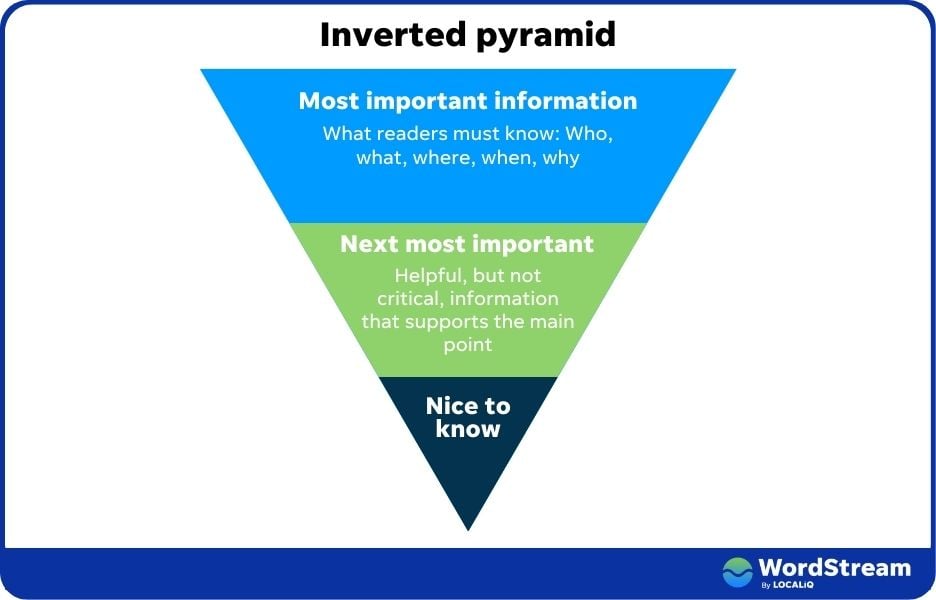 Inverted pyramid
Most important information
What readers must know: Who,
what, where, when, why
Next most important
Helpful, but not
critical, information
that supports the main
point
Nice to
know
WordStream
By LOCALiQ